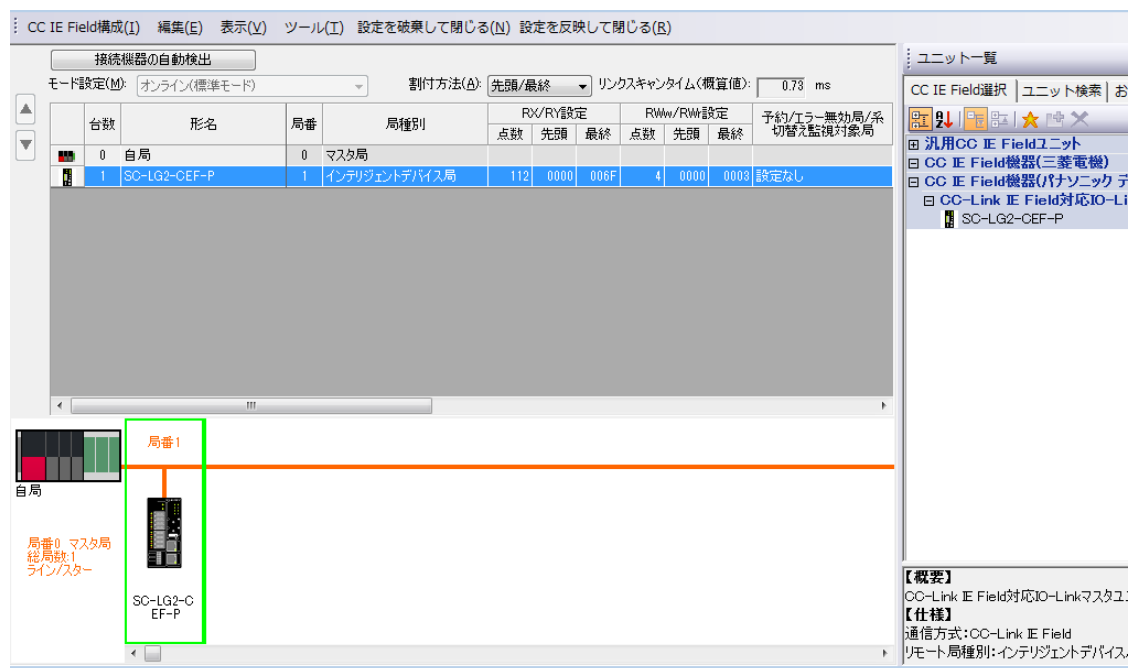 CC IE Field構成(I) 編集(E) 表示(V) ツール(T) 設定を破棄して閉じる(N) 設定を反映して閉じる(R)
接続機器の自動検出
モード設定(M): オンライン(標準モード) 割付方法(A): 先頭/最終 リンクスキャンタイム(概算値): 0.73 ms
台数 形名 局番 局種別 RX/RY設定 RWw/RWr設定 予約/エラー無効局/系
切替え監視対象局
点数 先頭 最終 点数 先頭 最終
0 自局 0 マスタ局
1 SC-LG2-CEF-P 1 インテリジェントデバイス局 112 0000 006F 4 0000 0003 設定なし
局番1
自局
局番0 マスタ局
総局数:1
ライン/スター
SC-LG2-C
EF-P
ユニット一覧
CC IE Field選択 ユニット検索 お
汎用CC IE Fieldユニット
CC IE Field機器(三菱電機)
CC IE Field機器(パナソニック デ
CC-Link IE Field対応IO-Li
SC-LG2-CEF-P
【概要】
CC-Link IE Field対応IO-Linkマスタユニ
【仕様】
通信方式:CC-Link IE Field
リモート局種別:インテリジェントデバイス